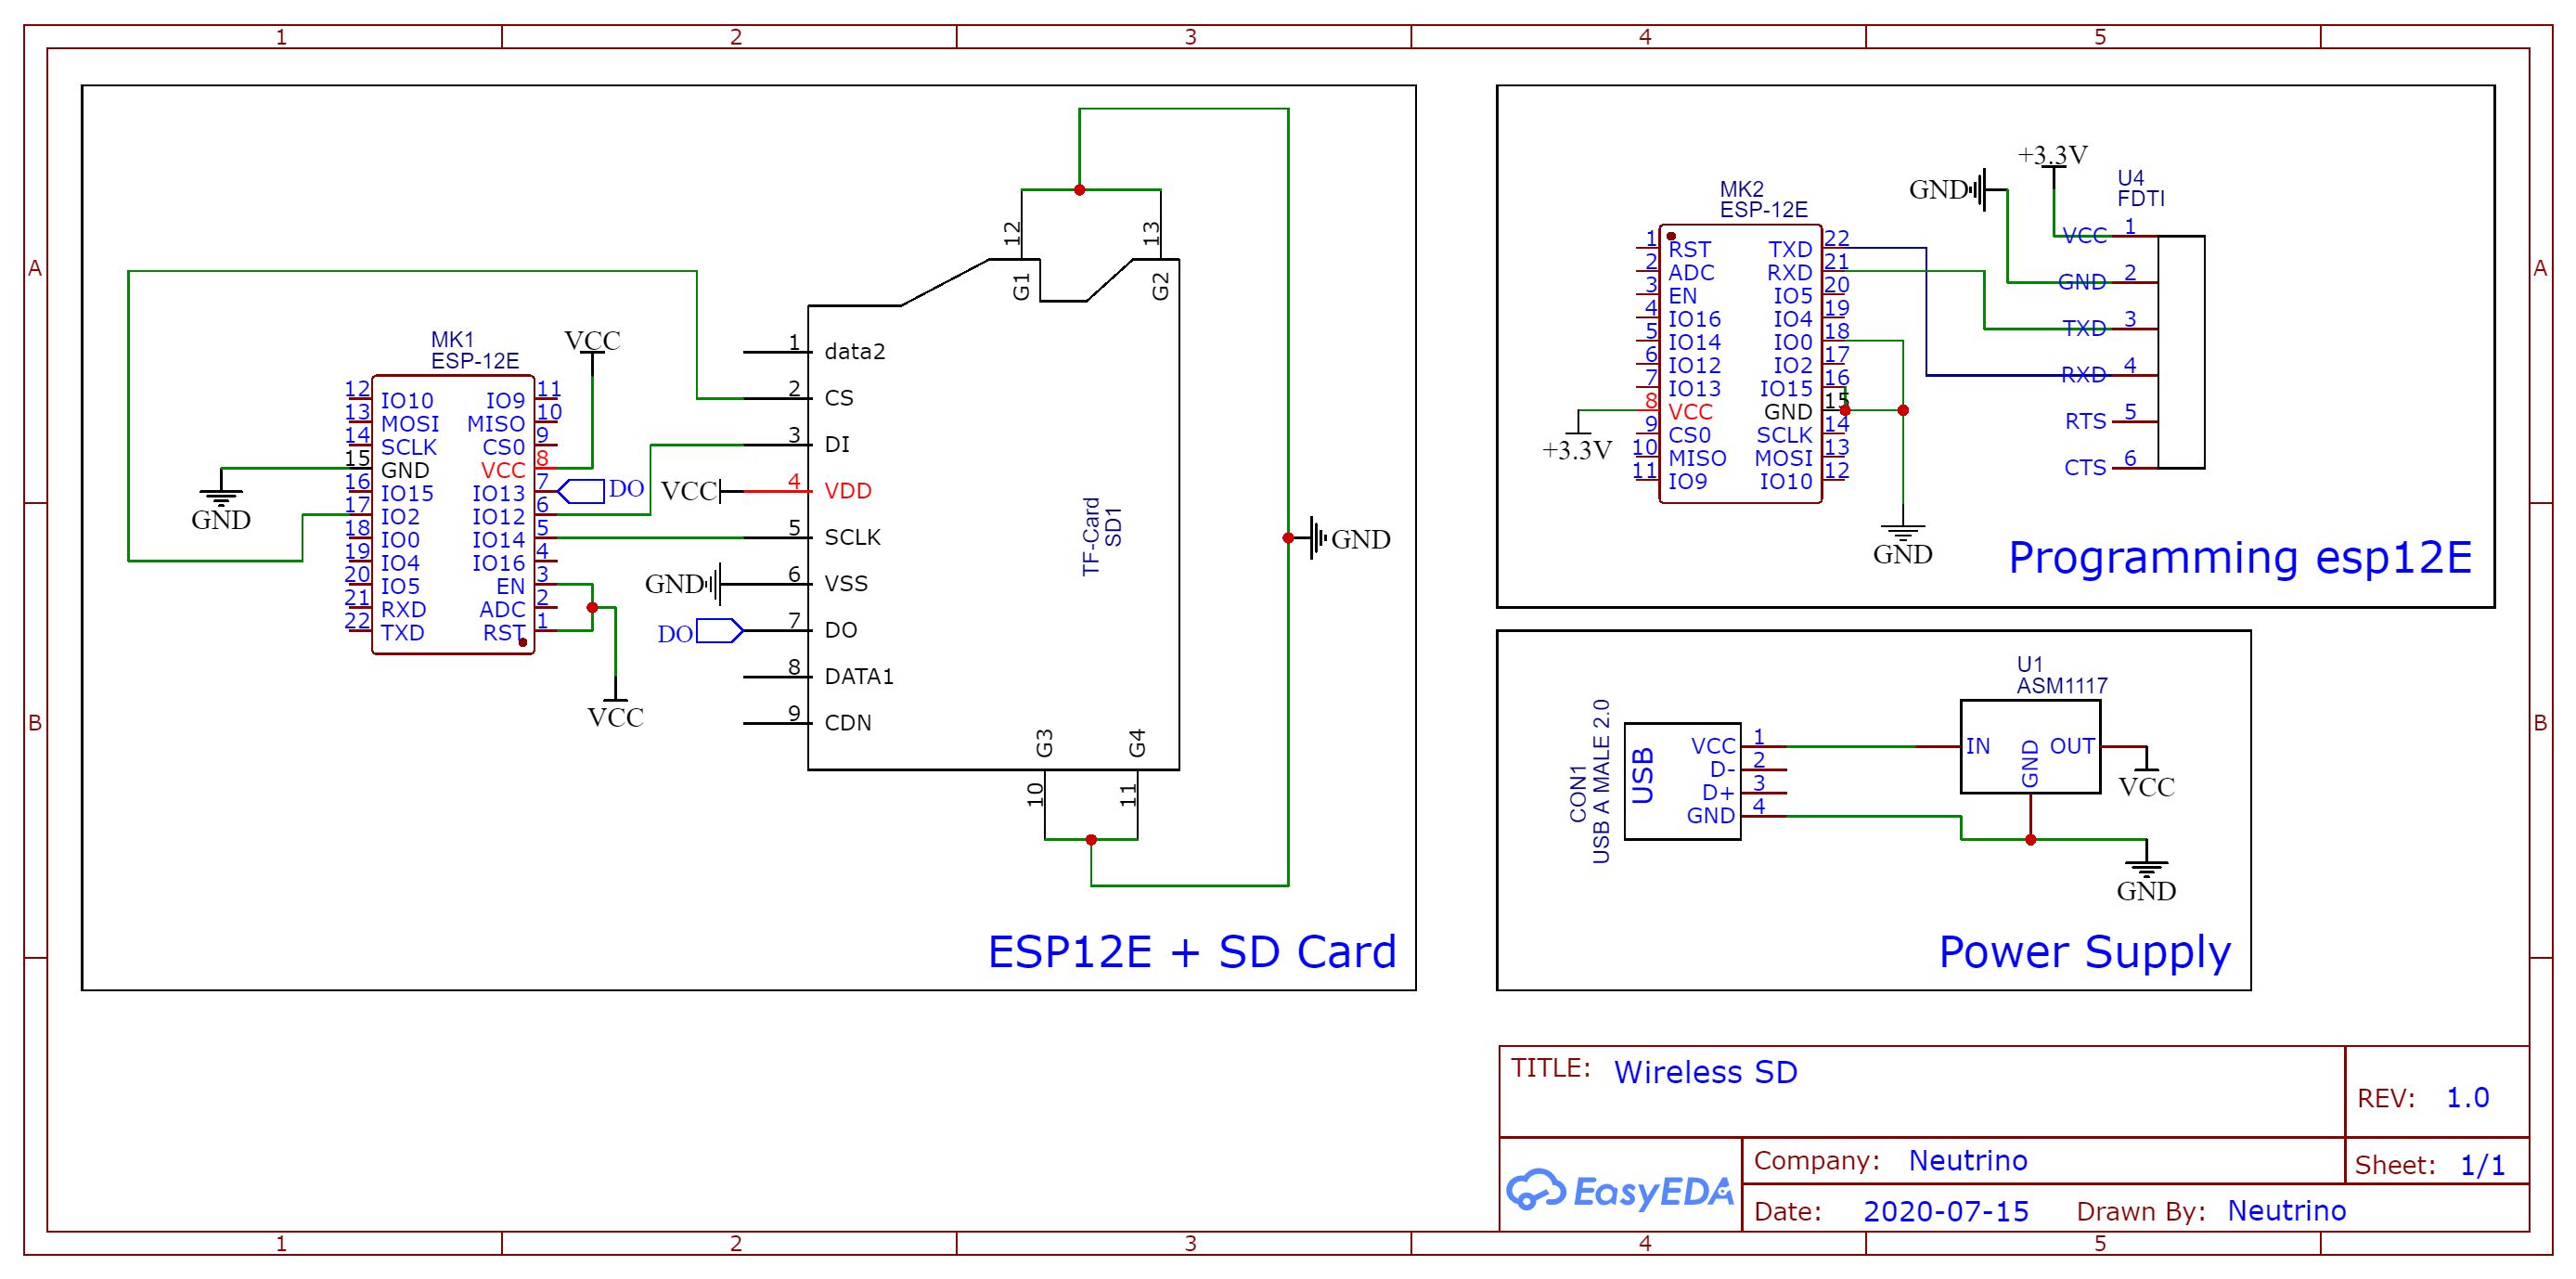 1 2 3 4 5
A A
B B
MK1
ESP-12E
VCC
12 IO10 IO9 11
13 MOSI MISO 10
14 SCLK CS0 9
15 GND VCC 8
16 IO15 IO13 7 DO
17 IO2 IO12 6
18 IO0 IO14 5
19 IO4 IO16 4
20 IO5 EN 3
21 RXD ADC 2
22 TXD RST 1
GND
VCC
12 13
G1 G2
1 data2
2 CS
3 DI
VCC 4 VDD
5 SCLK
GND 6 VSS
DO 7 DO
8 DATA1
9 CDN
TF-Card
SD1
G3 G4
10 11
GND
ESP12E + SD Card
MK2
ESP-12E
1 RST TXD 22
2 ADC RXD 21
3 EN IO5 20
4 IO16 IO4 19
5 IO14 IO0 18
6 IO12 IO2 17
7 IO13 IO15 16
8 VCC GND 15
9 CS0 SCLK 14
10 MISO MOSI 13
11 IO9 IO10 12
+3.3V
GND
GND
+3.3V
U4
FDTI
VCC 1
GND 2
TXD 3
RXD 4
RTS 5
CTS 6
Programming esp12E
CON1
USB A MALE 2.0
USB
VCC 1
D- 2
D+ 3
GND 4
U1
ASM1117
IN GND OUT
VCC
GND
Power Supply
TITLE: Wireless SD
REV: 1.0
EasyEDA
Company: Neutrino
Sheet: 1/1
Date: 2020-07-15 Drawn By: Neutrino
1 2 3 4 5